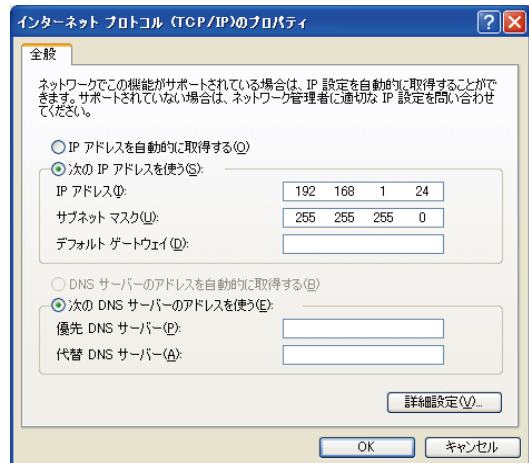 インターネット プロトコル (TCP/IP)のプロパティ
全般
ネットワークでこの機能がサポートされている場合は、IP 設定を自動的に取得することがで
きます。サポートされていない場合は、ネットワーク管理者に適切な IP 設定を問い合わせ
てください。
IP アドレスを自動的に取得する(O)
次の IP アドレスを使う(S):
IP アドレス(I): 192 168 1 24
サブネット マスク(U): 255 255 255 0
デフォルト ゲートウェイ(D):
DNS サーバーのアドレスを自動的に取得する(B)
次の DNS サーバーのアドレスを使う(E):
優先 DNS サーバー(P):
代替 DNS サーバー(A):
詳細設定(V)...
OK キャンセル